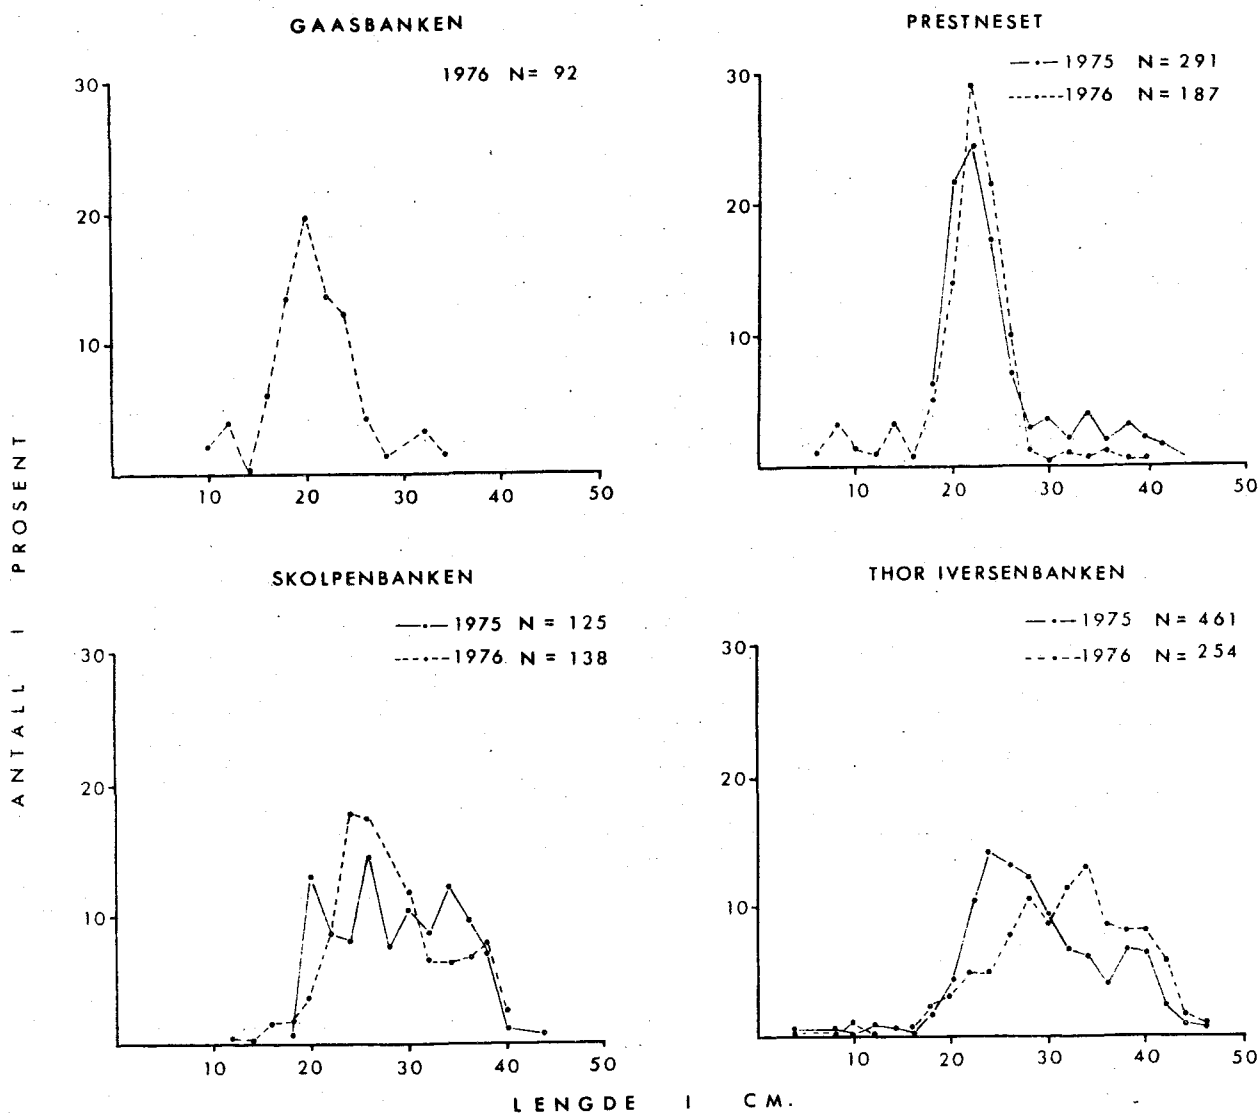 GAASBANKEN
1976 N= 92
30
20
10
10 20 30 40 50
PRESTNESET
1975 N=291
1976 N=187
30
20
10
10 20 30 40 50
SKOLPENBANKEN
1975 N= 125
1976 N= 138
30
20
10
10 20 30 40 50
THOR IVERSENBANKEN
1975 N=461
1976 N=254
30
20
10
10 20 30 40 50
ANTALL I PROSENT
LENGDE I CM.